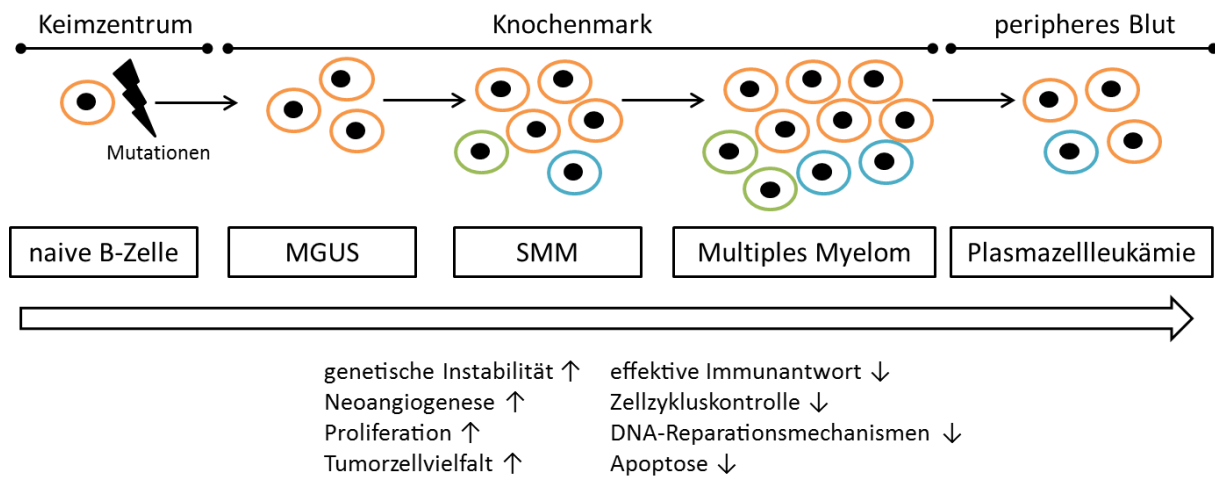 Keimzentrum
Knochenmark
peripheres Blut
Mutationen
naive B-Zelle
MGUS
SMM
Multiples Myelom
Plasmazellleukämie
genetische Instabilität ↑
effektive Immunantwort ↓
Neoangiogenese ↑
Zellzykluskontrolle ↓
Proliferation ↑
DNA-Reparationsmechanismen ↓
Tumorzellvielfalt ↑
Apoptose ↓